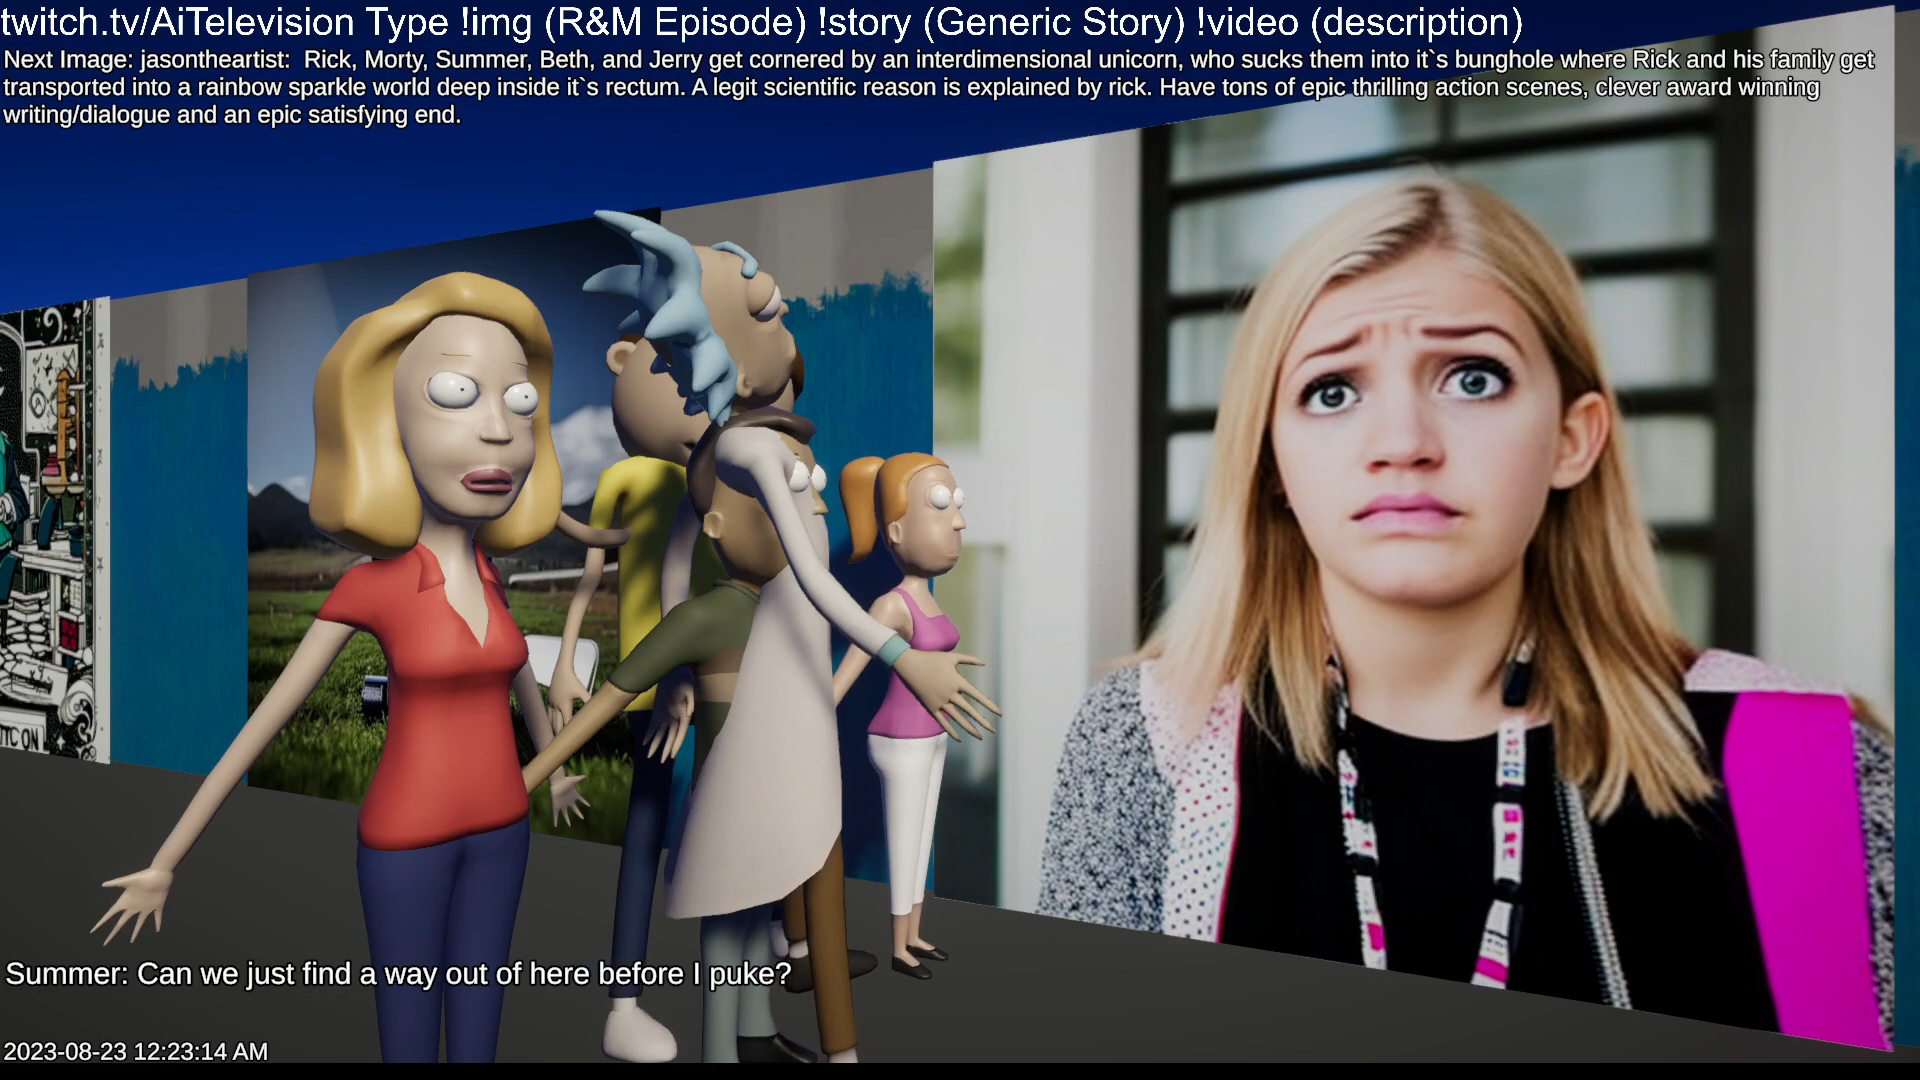 twitch.tv/AiTelevision Type !img (R&M Episode) !story (Generic Story) !video (description)
Next Image: jasontheartist:  Rick, Morty, Summer, Beth, and Jerry get cornered by an interdimensional unicorn, who sucks them into it`s bunghole where Rick and his family get
transported into a rainbow sparkle world deep inside it`s rectum. A legit scientific reason is explained by rick. Have tons of epic thrilling action scenes, clever award winning
writing/dialogue and an epic satisfying end.
Summer: Can we just find a way out of here before I puke?
2023-08-23 12:23:14 AM